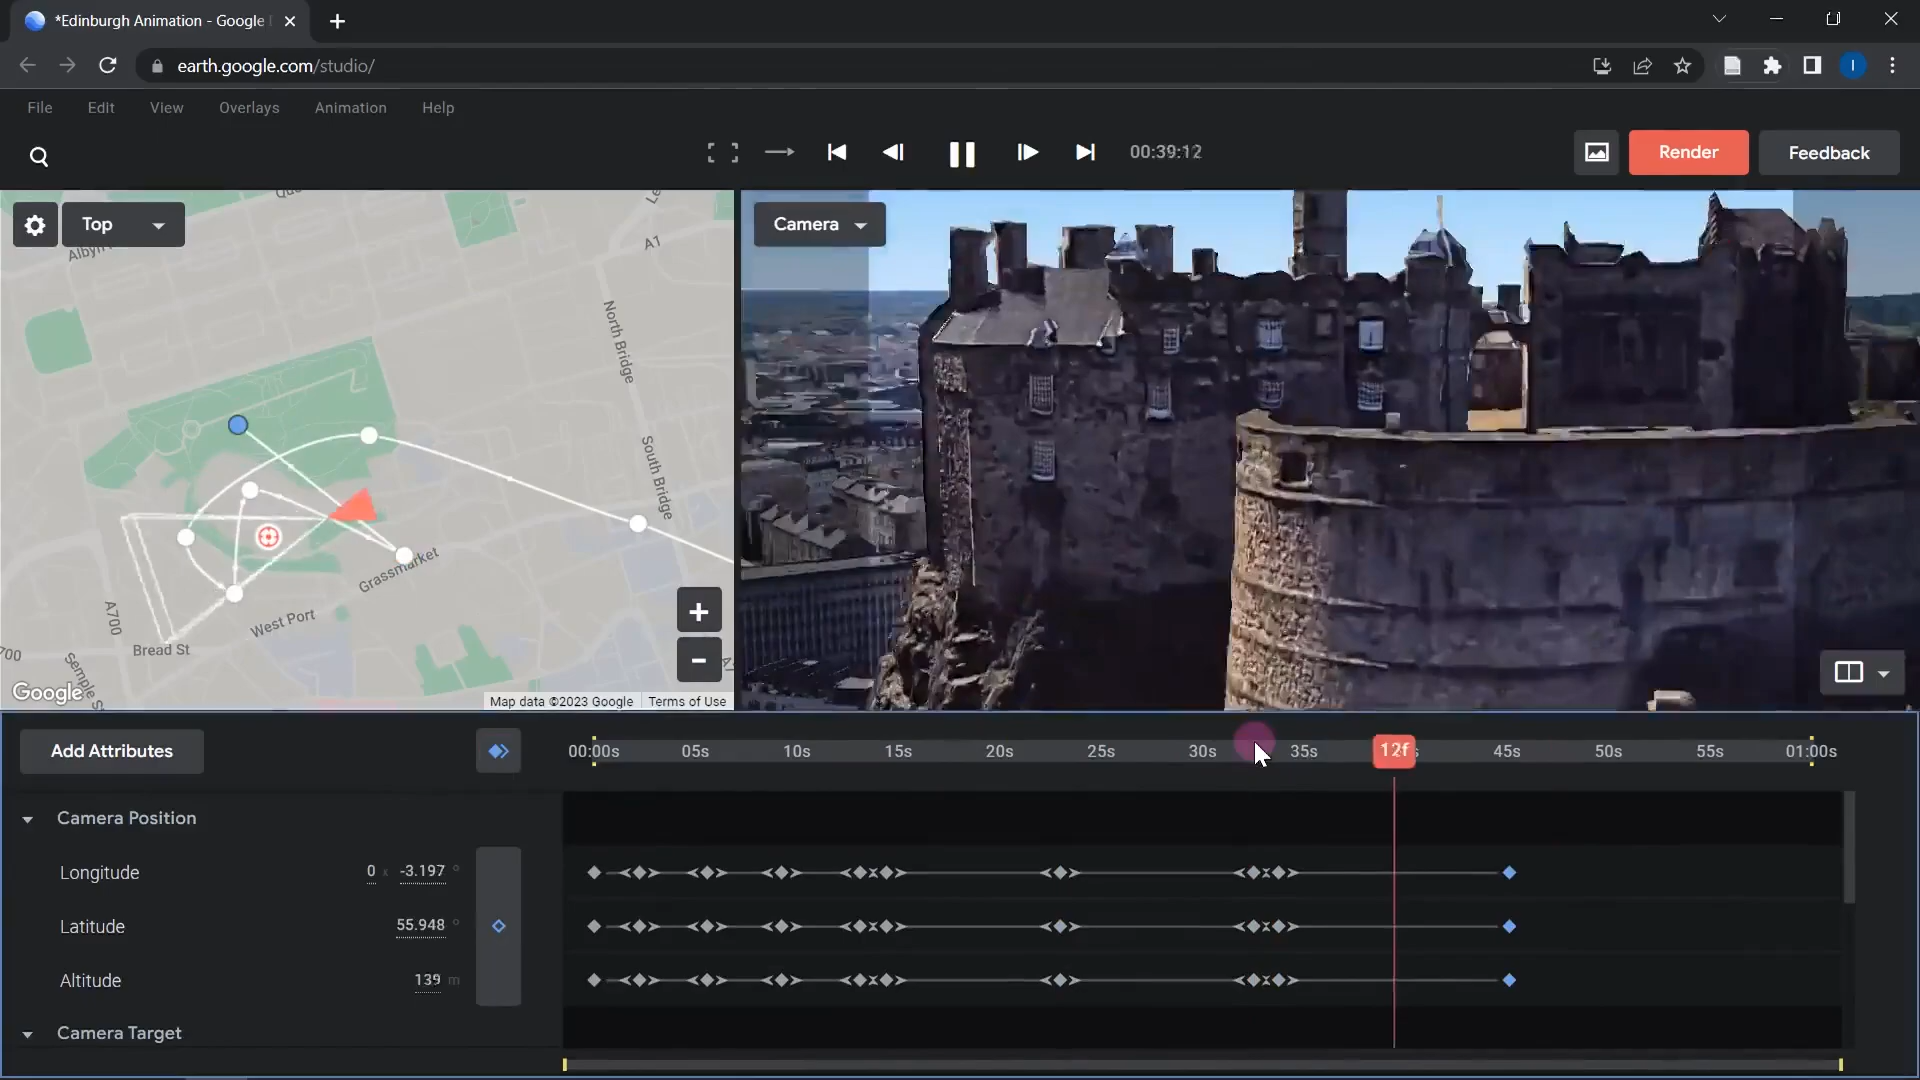 *Edinburgh Animation - Google
earth.google.com/studio/
I
File Edit View Overlays Animation Help
00:39:12
Render
Feedback
Top
Camera
A1
North Bridge
South Bridge
Grassmarket
West Port
A700
Bread St
700
Google
Map data ©2023 Google
Terms of Use
Add Attributes
00:00s 05s 10s 15s 20s 25s 30s 35s 12f 45s 50s 55s 01:00s
Camera Position
Longitude 0 x -3.197 °
Latitude 55.948 °
Altitude 139 m
Camera Target